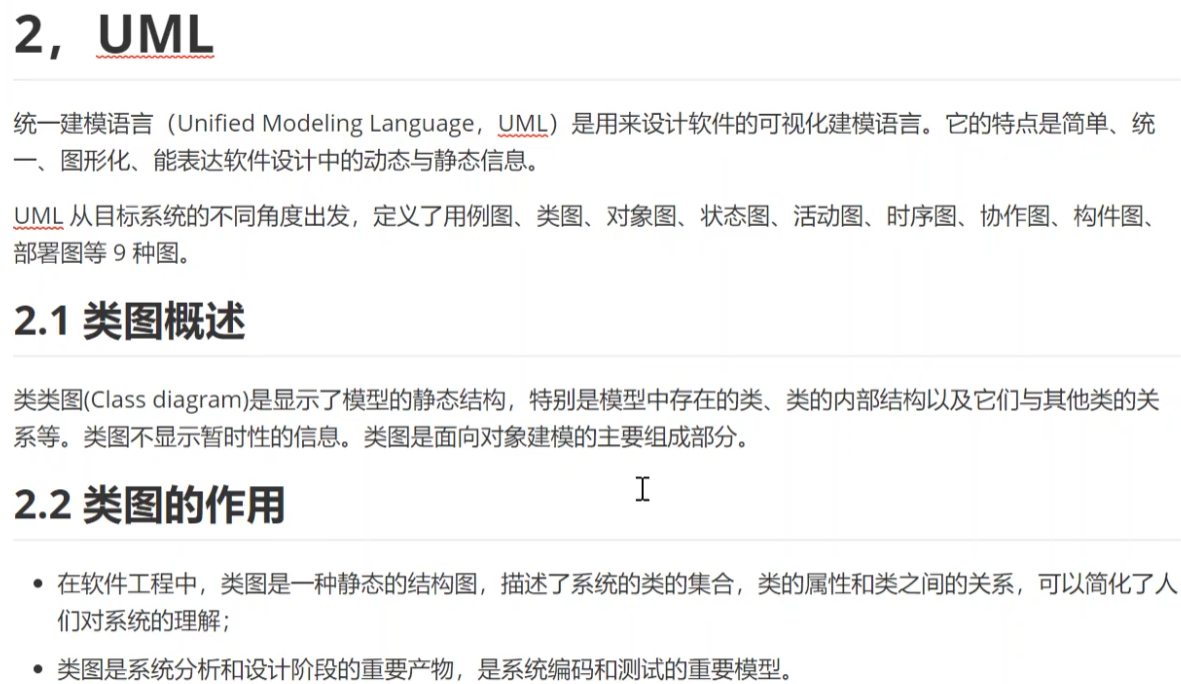 2，UML
统一建模语言（Unified Modeling Language，UML）是用来设计软件的可视化建模语言。它的特点是简单、统
一、图形化、能表达软件设计中的动态与静态信息。
UML 从目标系统的不同角度出发，定义了用例图、类图、对象图、状态图、活动图、时序图、协作图、构件图、
部署图等 9 种图。
2.1 类图概述
类类图(Class diagram)是显示了模型的静态结构，特别是模型中存在的类、类的内部结构以及它们与其他类的关
系等。类图不显示暂时性的信息。类图是面向对象建模的主要组成部分。
2.2 类图的作用
• 在软件工程中，类图是一种静态的结构图，描述了系统的类的集合，类的属性和类之间的关系，可以简化了人
们对系统的理解；
• 类图是系统分析和设计阶段的重要产物，是系统编码和测试的重要模型。